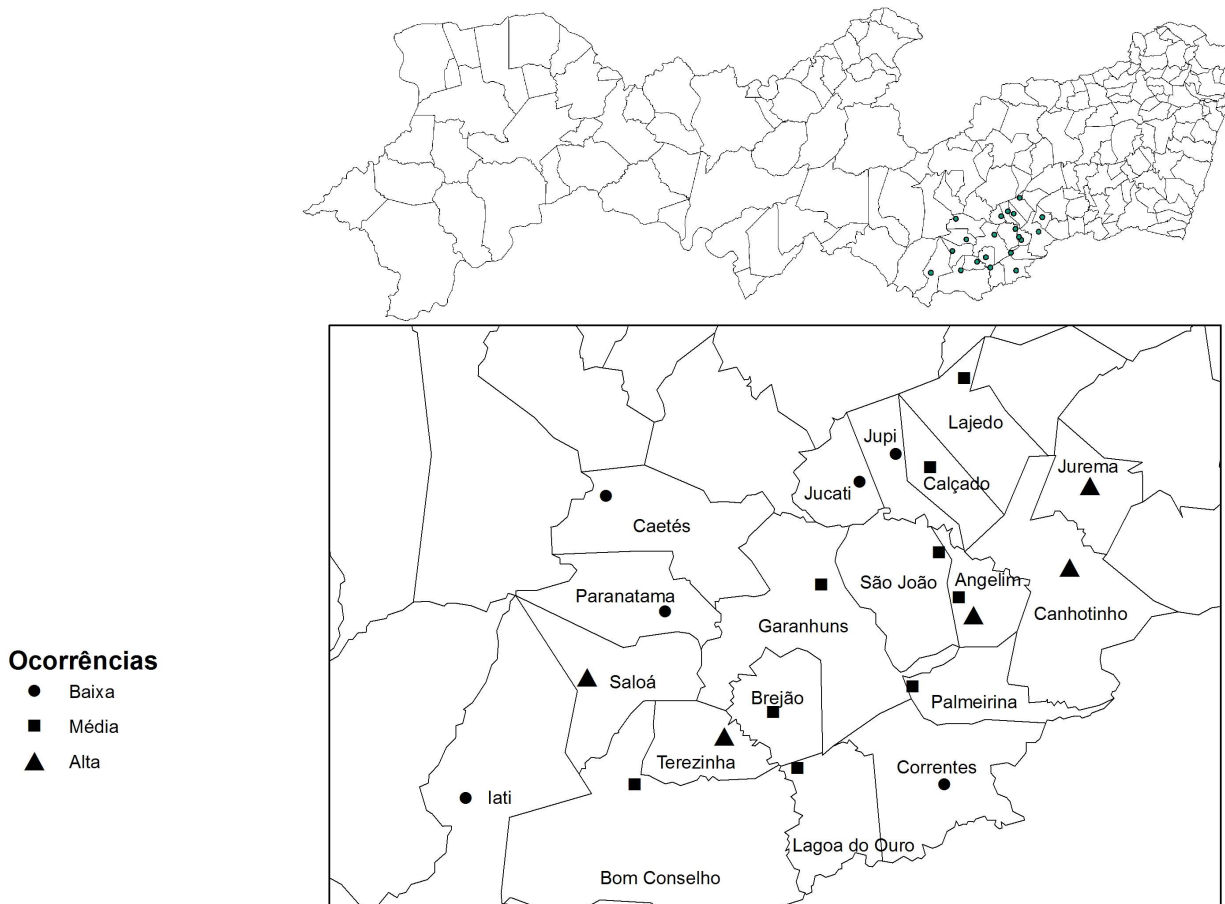 Lajedo
Jupi
Jurema
Calçado
Jucati
Caetés
São João
Angelim
Paranatama
Canhotinho
Garanhuns
Ocorrências
Baixa
Média
Alta
Saloá
Brejão
Palmeirina
Terezinha
Correntes
Iati
Lagoa do Ouro
Bom Conselho